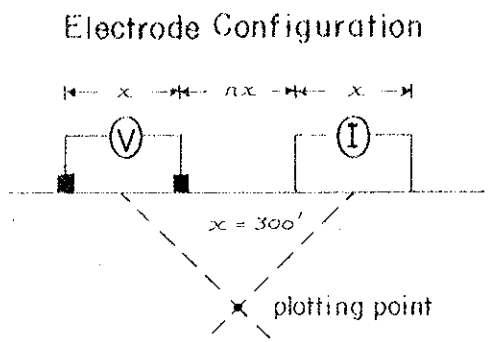 Electrode Configuration
x nx x
V I
x = 300'
plotting point